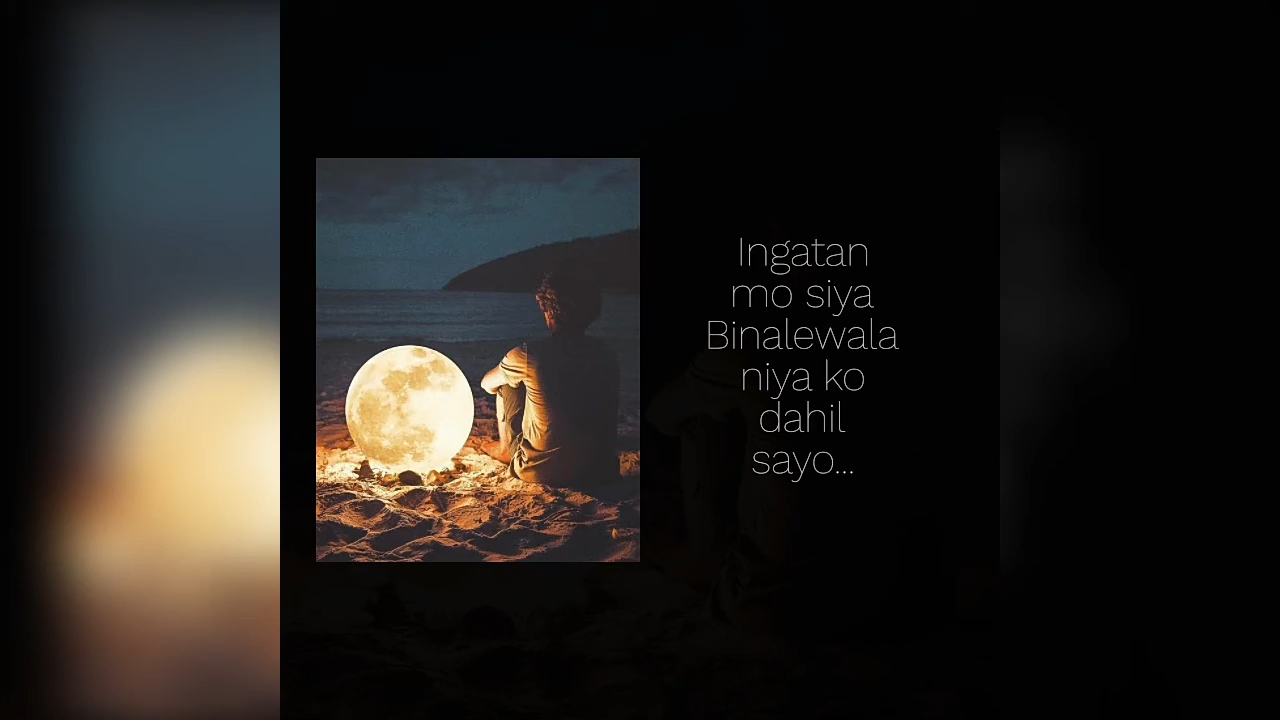 Ingatan
mo siya
Binalewala
niya ko
dahil
sayo...